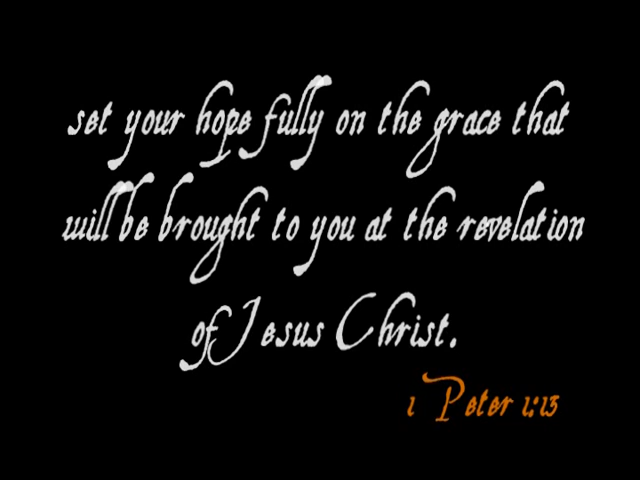 set your hope fully on the grace that
will be brought to you at the revelation
of Jesus Christ.
1 Peter 1:13